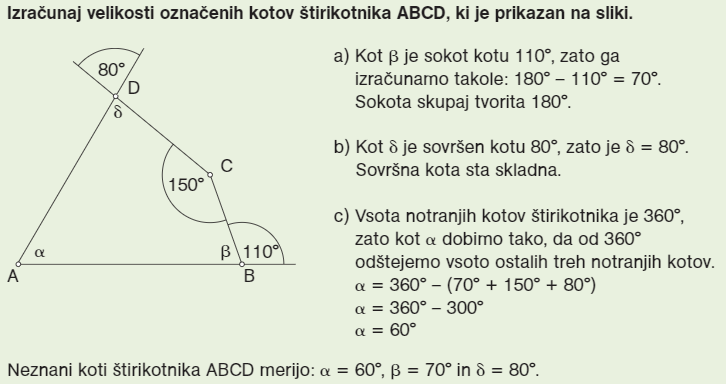 Izračunaj velikosti označenih kotov štirikotnika ABCD, ki je prikazan na sliki.
80°
D
δ
C
150°
α
β
110°
A
B
a) Kot β je sokot kotu 110°, zato ga
izračunamo takole: 180° – 110° = 70°.
Sokota skupaj tvorita 180°.
b) Kot δ je sovršen kotu 80°, zato je δ = 80°.
Sovršna kota sta skladna.
c) Vsota notranjih kotov štirikotnika je 360°,
zato kot α dobimo tako, da od 360°
odštejemo vsoto ostalih treh notranjih kotov.
α = 360° – (70° + 150° + 80°)
α = 360° – 300°
α = 60°
Neznani koti štirikotnika ABCD merijo: α = 60°, β = 70° in δ = 80°.